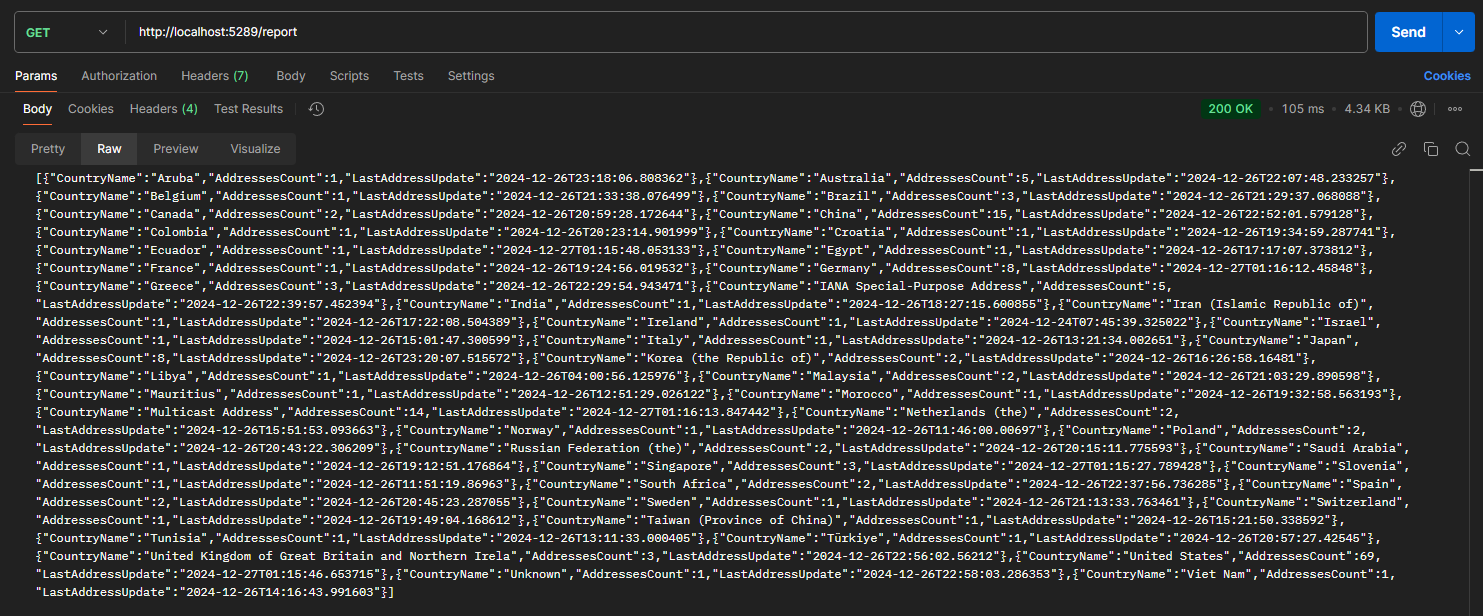 GET http://localhost:5289/report Send
Params Authorization Headers (7) Body Scripts Tests Settings Cookies
Body Cookies Headers (4) Test Results 200 OK • 105 ms • 4.34 KB •
Pretty Raw Preview Visualize
[{"CountryName":"Aruba","AddressesCount":1,"LastAddressUpdate":"2024-12-26T23:18:06.808362"},{"CountryName":"Australia","AddressesCount":5,"LastAddressUpdate":"2024-12-26T22:07:48.233257"},
{"CountryName":"Belgium","AddressesCount":1,"LastAddressUpdate":"2024-12-26T21:33:38.076499"},{"CountryName":"Brazil","AddressesCount":3,"LastAddressUpdate":"2024-12-26T21:29:37.068088"},
{"CountryName":"Canada","AddressesCount":2,"LastAddressUpdate":"2024-12-26T20:59:28.172644"},{"CountryName":"China","AddressesCount":15,"LastAddressUpdate":"2024-12-26T22:52:01.579128"},
{"CountryName":"Colombia","AddressesCount":1,"LastAddressUpdate":"2024-12-26T20:23:14.901999"},{"CountryName":"Croatia","AddressesCount":1,"LastAddressUpdate":"2024-12-26T19:34:59.287741"},
{"CountryName":"Ecuador","AddressesCount":1,"LastAddressUpdate":"2024-12-27T01:15:48.053133"},{"CountryName":"Egypt","AddressesCount":1,"LastAddressUpdate":"2024-12-26T17:17:07.373812"},
{"CountryName":"France","AddressesCount":1,"LastAddressUpdate":"2024-12-26T19:24:56.019532"},{"CountryName":"Germany","AddressesCount":8,"LastAddressUpdate":"2024-12-27T01:16:12.45848"},
{"CountryName":"Greece","AddressesCount":3,"LastAddressUpdate":"2024-12-26T22:29:54.943471"},{"CountryName":"IANA Special-Purpose Address","AddressesCount":5,
"LastAddressUpdate":"2024-12-26T22:39:57.452394"},{"CountryName":"India","AddressesCount":1,"LastAddressUpdate":"2024-12-26T18:27:15.600855"},{"CountryName":"Iran (Islamic Republic of)",
"AddressesCount":1,"LastAddressUpdate":"2024-12-26T17:22:08.504389"},{"CountryName":"Ireland","AddressesCount":1,"LastAddressUpdate":"2024-12-24T07:45:39.325022"},{"CountryName":"Israel",
"AddressesCount":1,"LastAddressUpdate":"2024-12-26T15:01:47.300599"},{"CountryName":"Italy","AddressesCount":1,"LastAddressUpdate":"2024-12-26T13:21:34.002651"},{"CountryName":"Japan",
"AddressesCount":8,"LastAddressUpdate":"2024-12-26T23:20:07.515572"},{"CountryName":"Korea (the Republic of)","AddressesCount":2,"LastAddressUpdate":"2024-12-26T16:26:58.16481"},
{"CountryName":"Libya","AddressesCount":1,"LastAddressUpdate":"2024-12-26T04:00:56.125976"},{"CountryName":"Malaysia","AddressesCount":2,"LastAddressUpdate":"2024-12-26T21:03:29.890598"},
{"CountryName":"Mauritius","AddressesCount":1,"LastAddressUpdate":"2024-12-26T12:51:29.026122"},{"CountryName":"Morocco","AddressesCount":1,"LastAddressUpdate":"2024-12-26T19:32:58.563193"},
{"CountryName":"Multicast Address","AddressesCount":14,"LastAddressUpdate":"2024-12-27T01:16:13.847442"},{"CountryName":"Netherlands (the)","AddressesCount":2,
"LastAddressUpdate":"2024-12-26T15:51:53.093663"},{"CountryName":"Norway","AddressesCount":1,"LastAddressUpdate":"2024-12-26T11:46:00.00697"},{"CountryName":"Poland","AddressesCount":2,
"LastAddressUpdate":"2024-12-26T20:43:22.306209"},{"CountryName":"Russian Federation (the)","AddressesCount":2,"LastAddressUpdate":"2024-12-26T20:15:11.775593"},{"CountryName":"Saudi Arabia",
"AddressesCount":1,"LastAddressUpdate":"2024-12-26T19:12:51.176864"},{"CountryName":"Singapore","AddressesCount":3,"LastAddressUpdate":"2024-12-27T01:15:27.789428"},{"CountryName":"Slovenia",
"AddressesCount":1,"LastAddressUpdate":"2024-12-26T11:51:19.86963"},{"CountryName":"South Africa","AddressesCount":2,"LastAddressUpdate":"2024-12-26T22:37:56.736285"},{"CountryName":"Spain",
"AddressesCount":2,"LastAddressUpdate":"2024-12-26T20:45:23.287055"},{"CountryName":"Sweden","AddressesCount":1,"LastAddressUpdate":"2024-12-26T21:13:33.763461"},{"CountryName":"Switzerland",
"AddressesCount":1,"LastAddressUpdate":"2024-12-26T19:49:04.168612"},{"CountryName":"Taiwan (Province of China)","AddressesCount":1,"LastAddressUpdate":"2024-12-26T15:21:50.338592"},
{"CountryName":"Tunisia","AddressesCount":1,"LastAddressUpdate":"2024-12-26T13:11:33.000405"},{"CountryName":"Türkiye","AddressesCount":1,"LastAddressUpdate":"2024-12-26T20:57:27.42545"},
{"CountryName":"United Kingdom of Great Britain and Northern Irela","AddressesCount":3,"LastAddressUpdate":"2024-12-26T22:56:02.56212"},{"CountryName":"United States","AddressesCount":69,
"LastAddressUpdate":"2024-12-27T01:15:46.653715"},{"CountryName":"Unknown","AddressesCount":1,"LastAddressUpdate":"2024-12-26T22:58:03.286353"},{"CountryName":"Viet Nam","AddressesCount":1,
"LastAddressUpdate":"2024-12-26T14:16:43.991603"}]